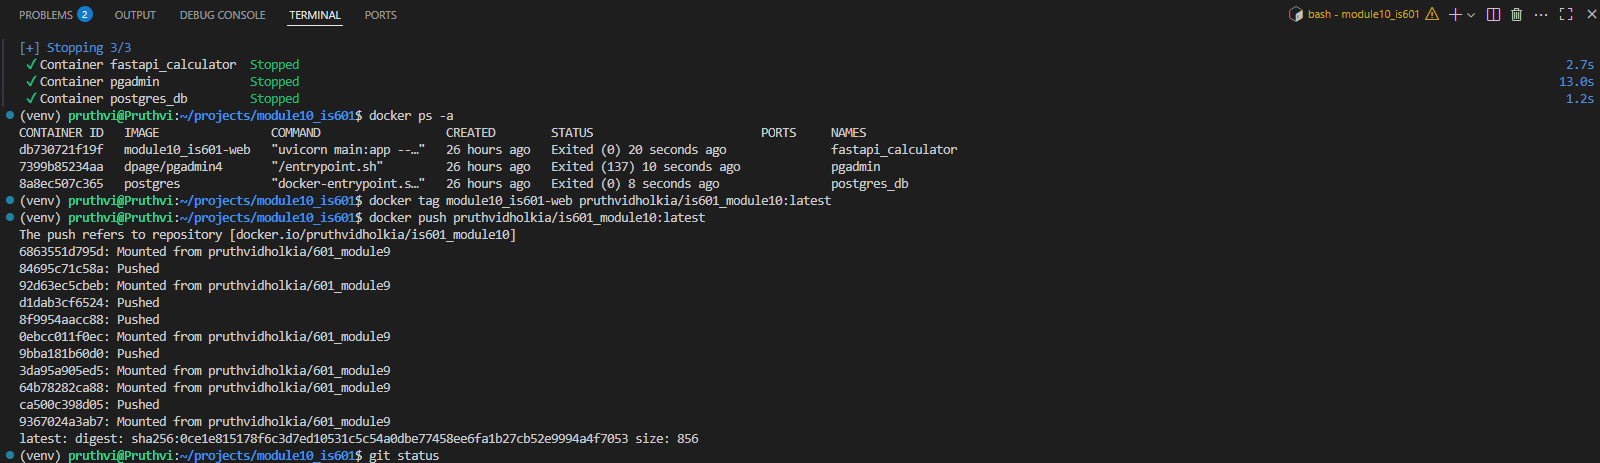 PROBLEMS 2 OUTPUT DEBUG CONSOLE TERMINAL PORTS bash - module10_is601
[+] Stopping 3/3
✓ Container fastapi_calculator Stopped 2.7s
✓ Container pgadmin Stopped 13.0s
✓ Container postgres_db Stopped 1.2s
(venv) pruthvi@Pruthvi:~/projects/module10_is601$ docker ps -a
CONTAINER ID IMAGE COMMAND CREATED STATUS PORTS NAMES
db730721f19f module10_is601-web "uvicorn main:app --…" 26 hours ago Exited (0) 20 seconds ago fastapi_calculator
7399b85234aa dpage/pgadmin4 "/entrypoint.sh" 26 hours ago Exited (137) 10 seconds ago pgadmin
8a8ec507c365 postgres "docker-entrypoint.s…" 26 hours ago Exited (0) 8 seconds ago postgres_db
(venv) pruthvi@Pruthvi:~/projects/module10_is601$ docker tag module10_is601-web pruthvidholkia/is601_module10:latest
(venv) pruthvi@Pruthvi:~/projects/module10_is601$ docker push pruthvidholkia/is601_module10:latest
The push refers to repository [docker.io/pruthvidholkia/is601_module10]
6863551d795d: Mounted from pruthvidholkia/601_module9
84695c71c58a: Pushed
92d63ec5cbeb: Mounted from pruthvidholkia/601_module9
d1dab3cf6524: Pushed
8f9954aacc88: Pushed
0ebcc011f0ec: Mounted from pruthvidholkia/601_module9
9bba181b60d0: Pushed
3da95a905ed5: Mounted from pruthvidholkia/601_module9
64b78282ca88: Mounted from pruthvidholkia/601_module9
ca500c398d05: Pushed
9367024a3ab7: Mounted from pruthvidholkia/601_module9
latest: digest: sha256:0ce1e815178f6c3d7ed10531c5c54a0dbe77458ee6fa1b27cb52e9994a4f7053 size: 856
(venv) pruthvi@Pruthvi:~/projects/module10_is601$ git status